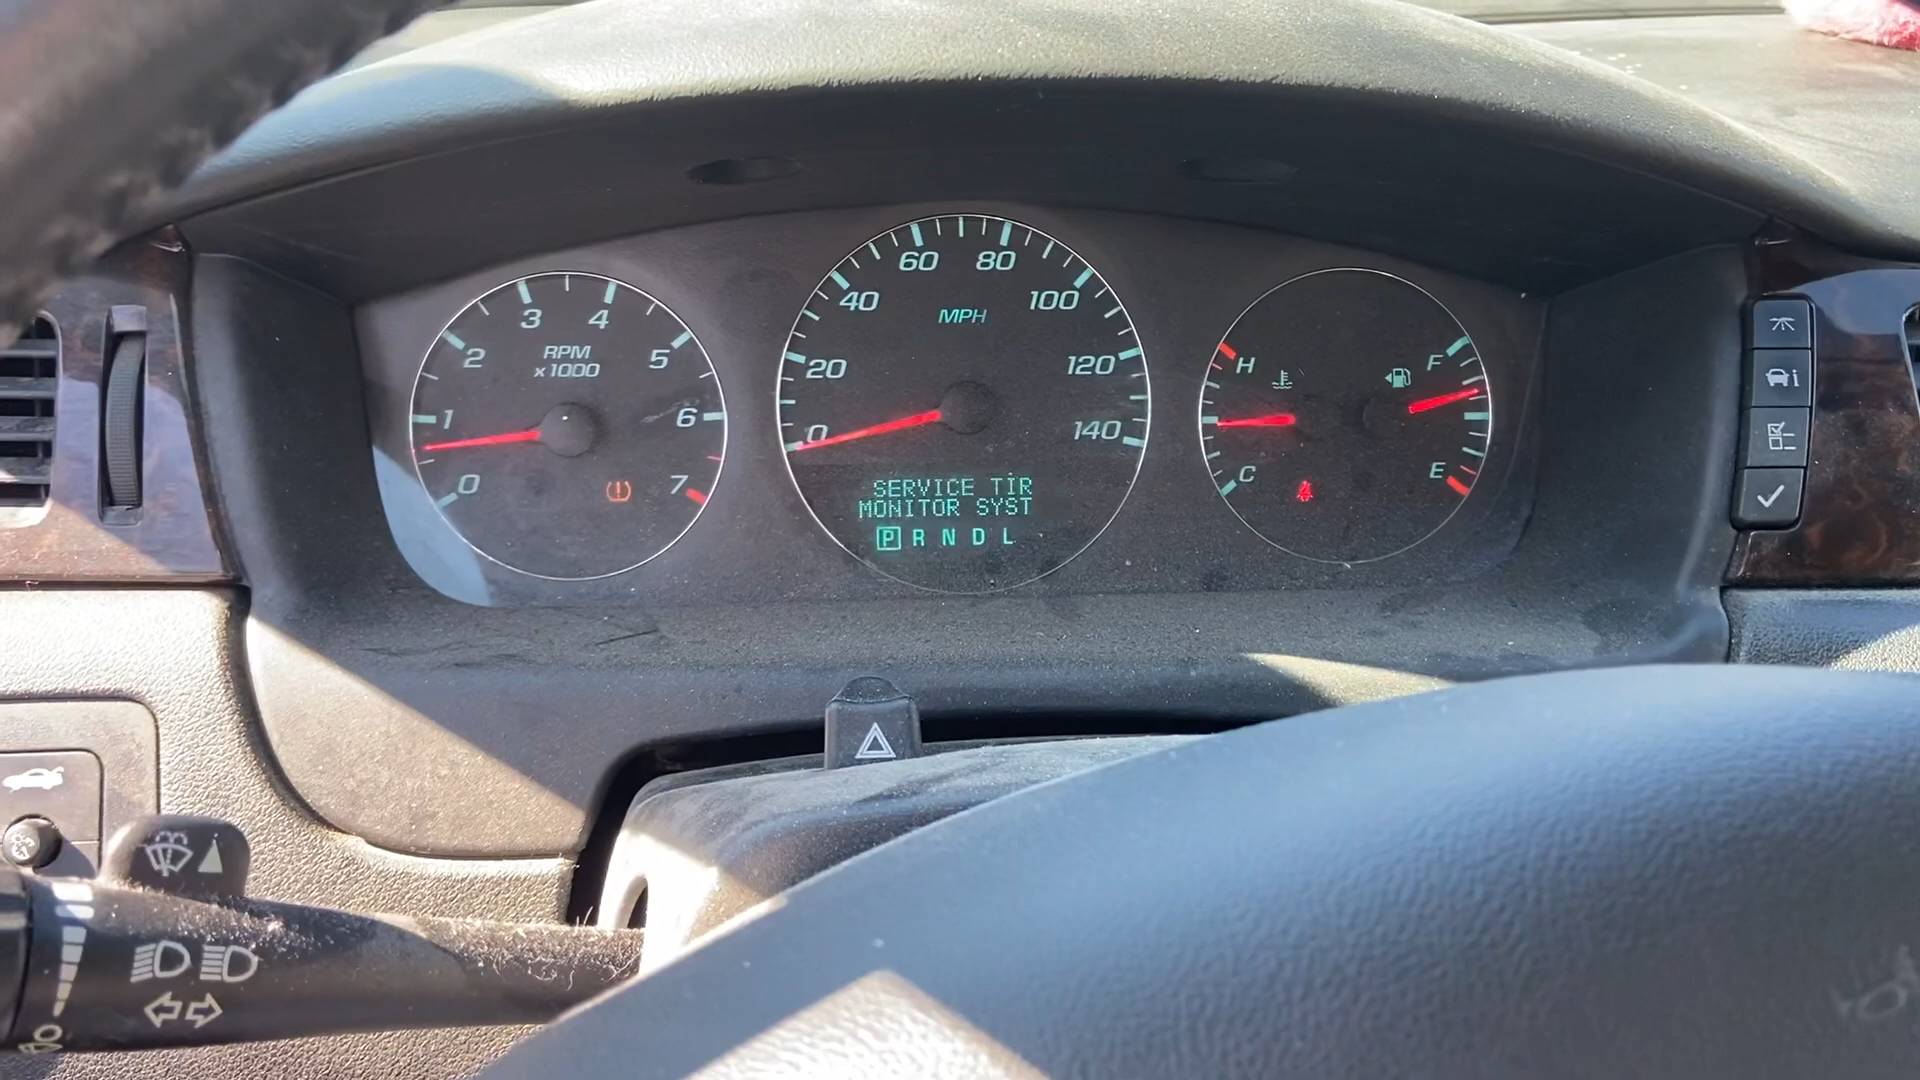 60 80
40 100
MPH
20 120
0 140
3 4
2 5
RPM
x1000
1 6
0 7
H F
C E
SERVICE TIR
MONITOR SYST
P R N D L